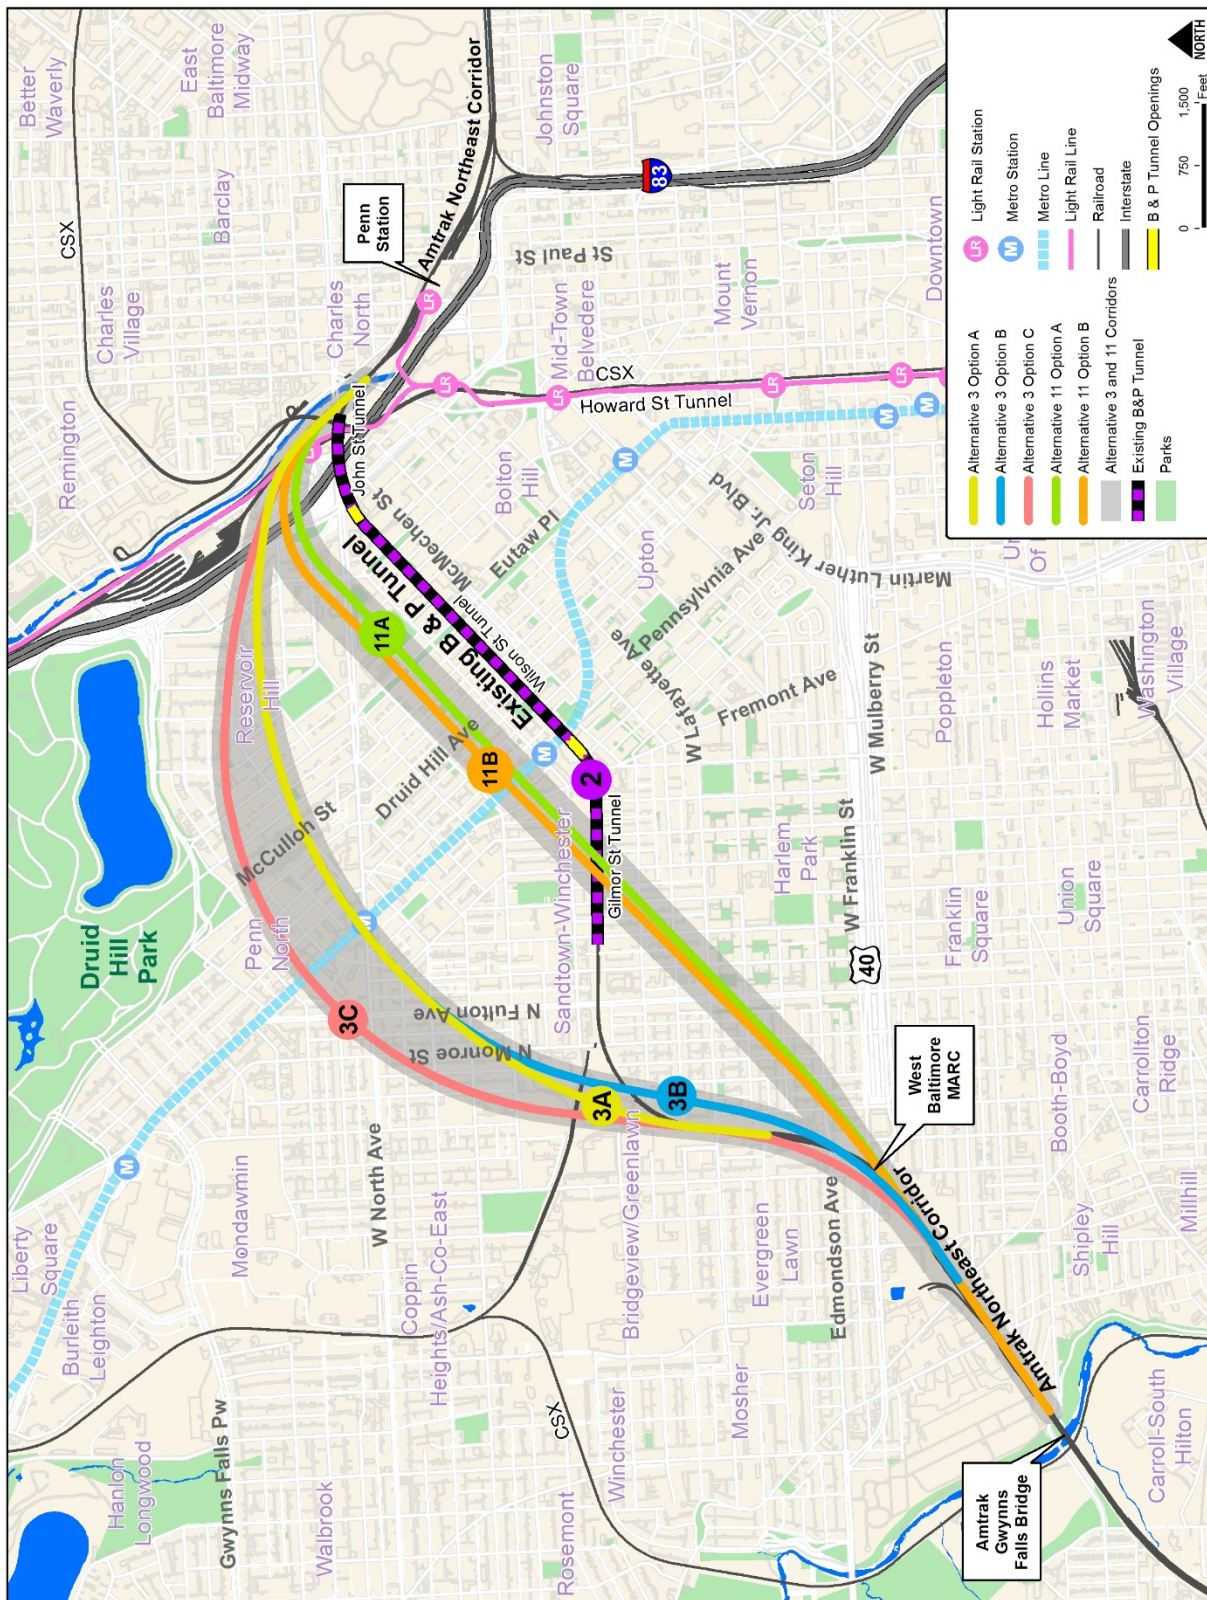 Liberty
Square
Better
Waverly
Burleith
Leighton
Remington
Charles
Village
East
Baltimore
Midway
CSX
Hanlon
Longwood
M
Druid
Hill
Park
Barclay
Gwynns Falls Pw
Mondawmin
Penn
North
McCulloh St
Reservoir
Hill
Charles
North
Walbrook
W North Ave
3C
M
LR
John St Tunnel
Penn
Station
Coppin
Heights/Ash-Co-East
N Monroe St
N Fulton Ave
Druid Hill Ave
11A
McMechen St
LR
Amtrak Northeast Corridor
11B
Existing B & P Tunnel
Wilson St Tunnel
Eutaw Pl
Bolton
Hill
LR
M
Rosemont
CSX
Winchester
Bridgeview/Greenlawn
3A
Sandtown-Winchester
2
Gilmor St Tunnel
Mid-Town
Belvedere
LR
St Paul St
Johnston
Square
Howard St Tunnel
CSX
M
3B
Upton
83
W Lafayette Ave
Pennsylvnia Ave
Martin Luther King Jr. Blvd
Mosher
Evergreen
Lawn
Fremont Ave
Mount
Vernon
LR
Harlem
Park
Seton
Hill
Edmondson Ave
W Franklin St
W Mulberry St
40
M
LR
M
Downtown
West
Baltimore
MARC
Franklin
Square
Poppleton
Amtrak Northeast Corridor
Amtrak
Gwynns
Falls Bridge
Shipley
Hill
Booth-Boyd
Union
Square
Hollins
Market
Of
Carroll-South
Hilton
Millhill
Carrollton
Ridge
Washington
Village
Alternative 3 Option A
Alternative 3 Option B
Alternative 3 Option C
Alternative 11 Option A
Alternative 11 Option B
Alternative 3 and 11 Corridors
Existing B&P Tunnel
Parks
LR Light Rail Station
M Metro Station
Metro Line
Light Rail Line
Railroad
Interstate
B & P Tunnel Openings
0 750 1,500
Feet
NORTH